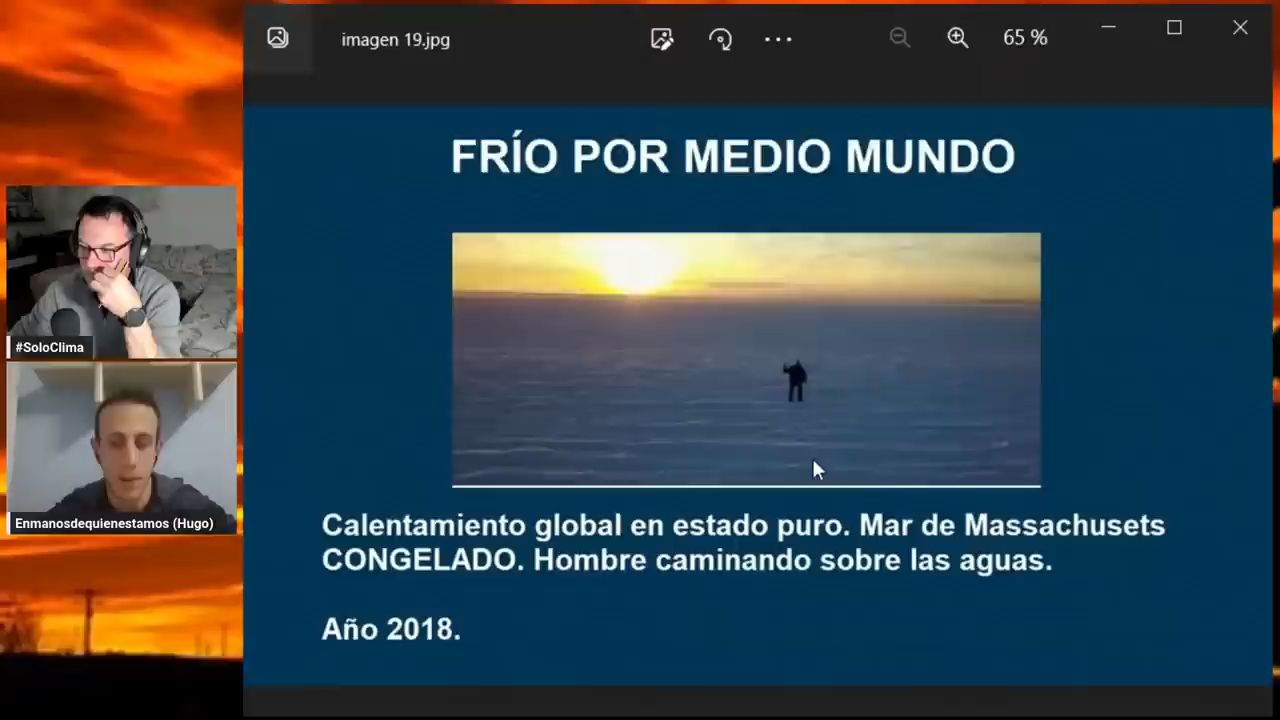 imagen 19.jpg
65 %
FRÍO POR MEDIO MUNDO
#SoloClima
Enmanosdequienestamos (Hugo)
Calentamiento global en estado puro. Mar de Massachusets
CONGELADO. Hombre caminando sobre las aguas.
Año 2018.